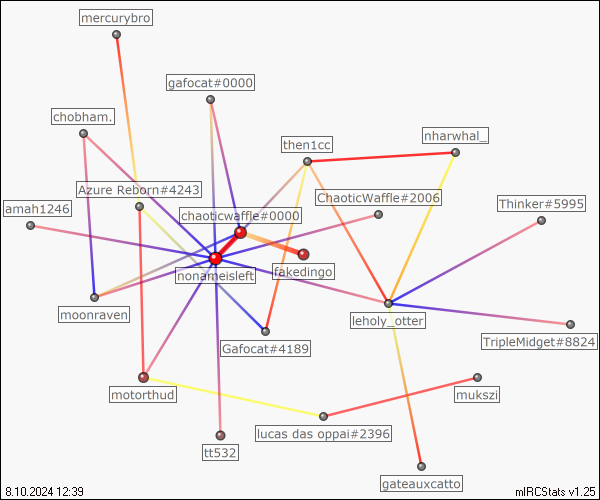 mercurybro
gafocat#0000
chobham.
nharwhal_
then1cc
Azure Reborn#4243
ChaoticWaffle#2006
Thinker#5995
amah1246
chaoticwaffle#0000
nonameisleft
fakedingo
moonraven
leholy_otter
Gafocat#4189
TripleMidget#8824
motorthud
mukszi
lucas das oppai#2396
tt532
gateauxcatto
8.10.2024 12:39
mIRCStats v1.25